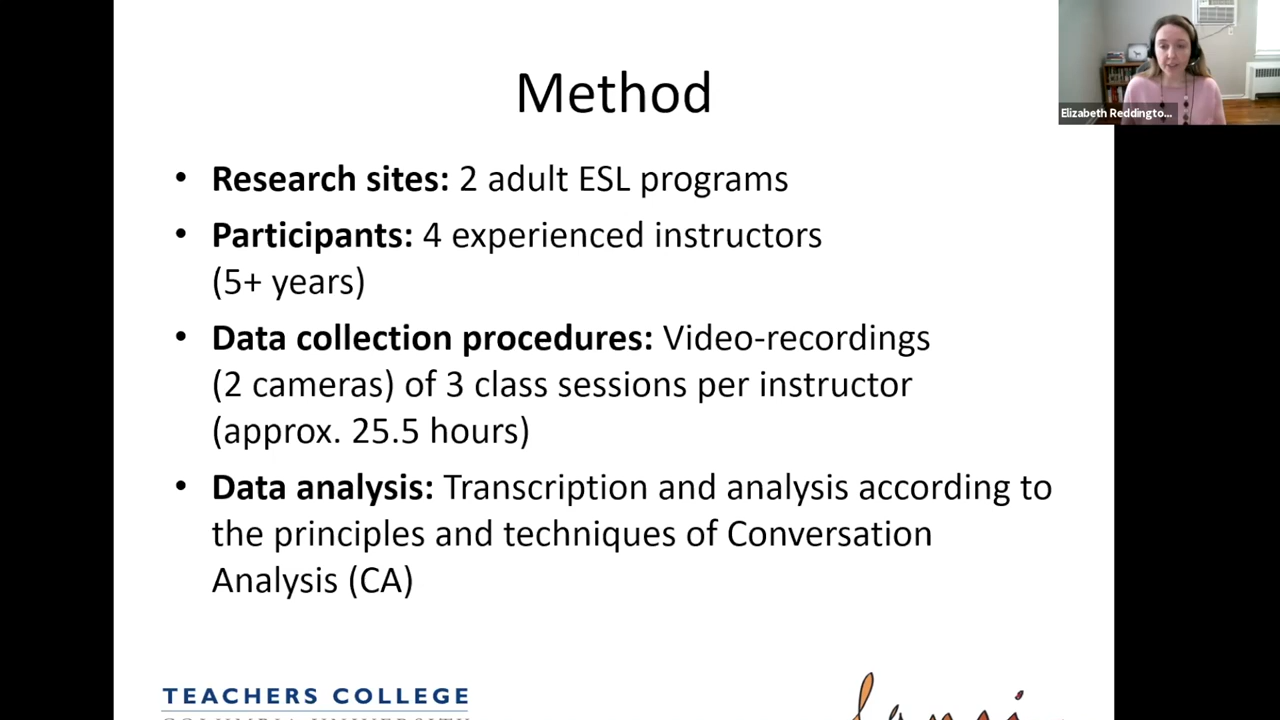 Method
Elizabeth Reddingto...
• Research sites: 2 adult ESL programs
• Participants: 4 experienced instructors
(5+ years)
• Data collection procedures: Video-recordings
(2 cameras) of 3 class sessions per instructor
(approx. 25.5 hours)
• Data analysis: Transcription and analysis according to
the principles and techniques of Conversation
Analysis (CA)
TEACHERS COLLEGE